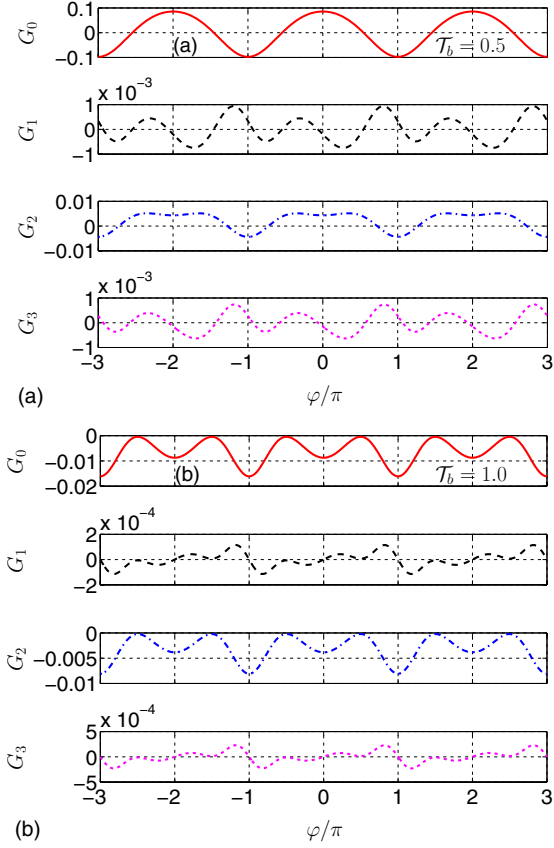 0.1
G₀
(a)
𝒯_b = 0.5
−0.1
x 10⁻³
1
G₁
0
−1
0.01
G₂
0
−0.01
x 10⁻³
1
G₃
0
−1
−3 −2 −1 0 1 2 3
(a)
φ/π
0
G₀
−0.01
(b)
𝒯_b = 1.0
−0.02
x 10⁻⁴
2
G₁
0
−2
0
G₂
−0.005
−0.01
x 10⁻⁴
5
G₃
0
−5
−3 −2 −1 0 1 2 3
(b)
φ/π